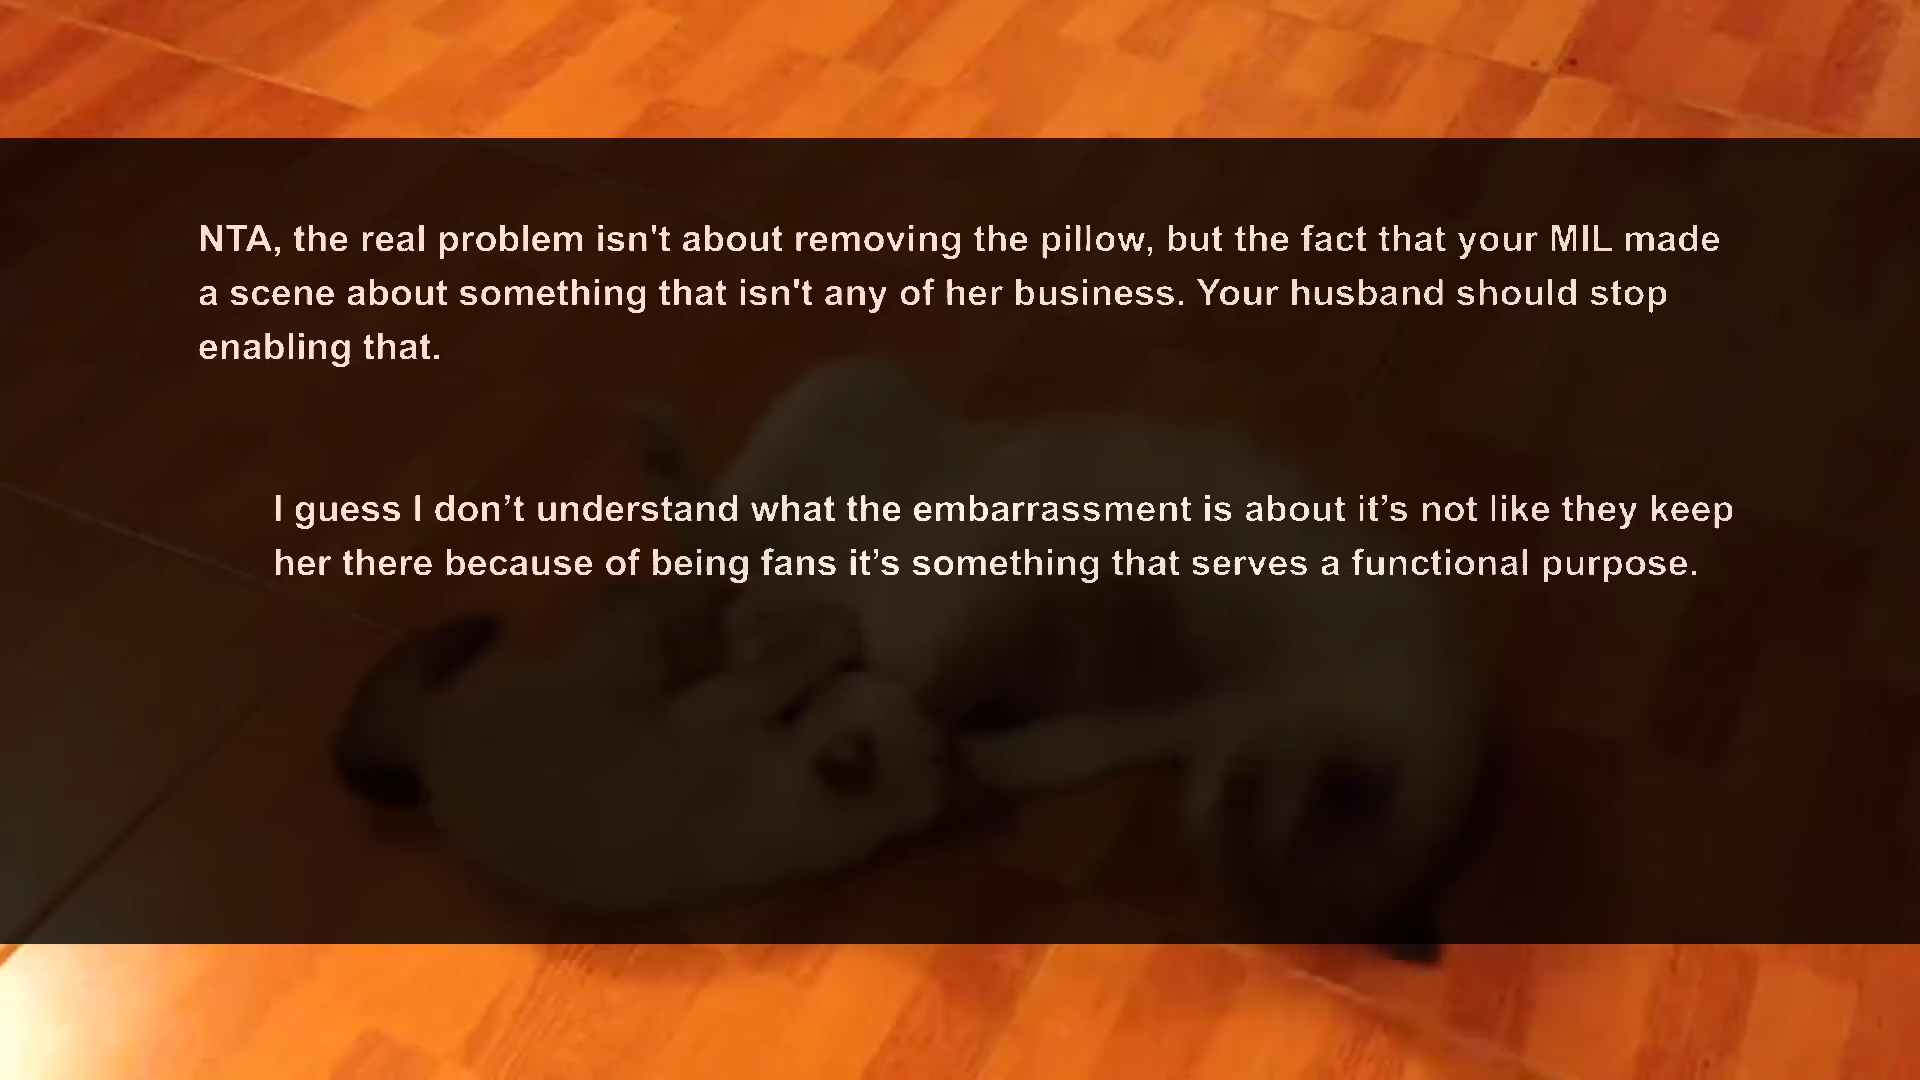 NTA, the real problem isn't about removing the pillow, but the fact that your MIL made
a scene about something that isn't any of her business. Your husband should stop
enabling that.
I guess I don’t understand what the embarrassment is about it’s not like they keep
her there because of being fans it’s something that serves a functional purpose.